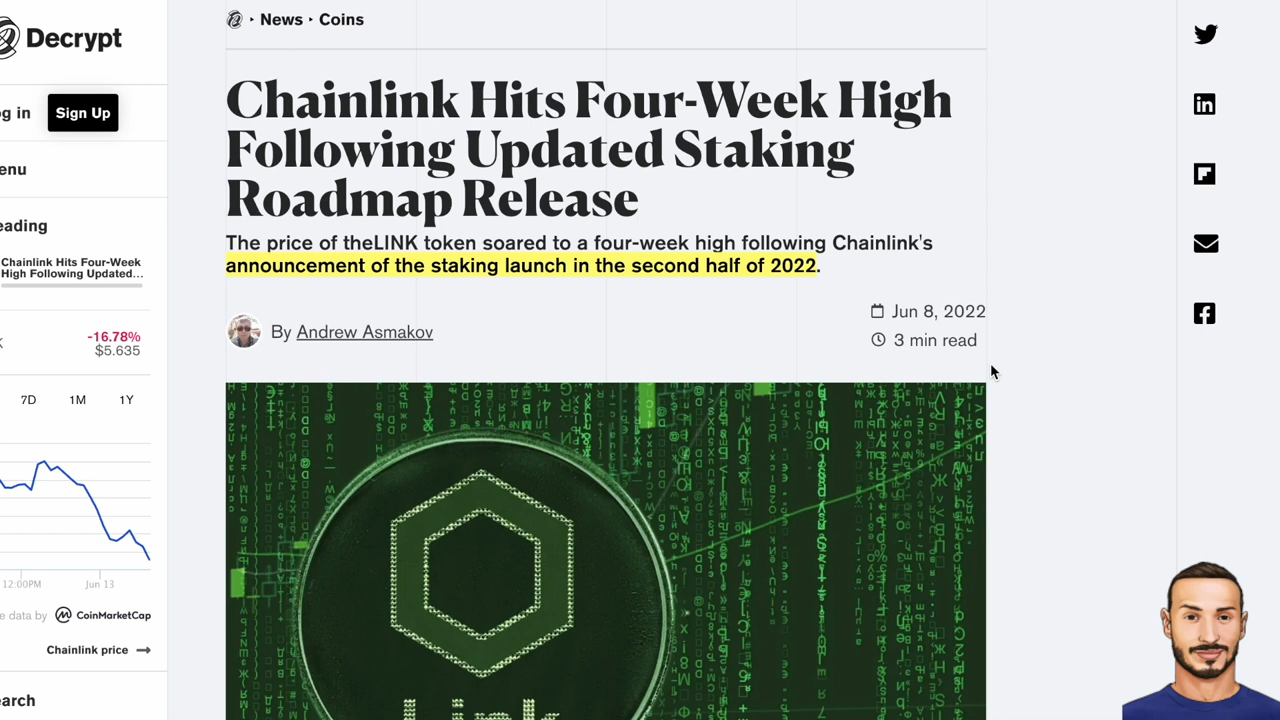 Decrypt
News ‣ Coins
og in
Sign Up
enu
eading
Chainlink Hits Four-Week
High Following Updated...
-16.78%
$5.635
7D 1M 1Y
12:00PM Jun 13
e data by CoinMarketCap
Chainlink price →
earch
Chainlink Hits Four-Week High
Following Updated Staking
Roadmap Release
The price of theLINK token soared to a four-week high following Chainlink's
announcement of the staking launch in the second half of 2022.
By Andrew Asmakov
Jun 8, 2022
3 min read
Link